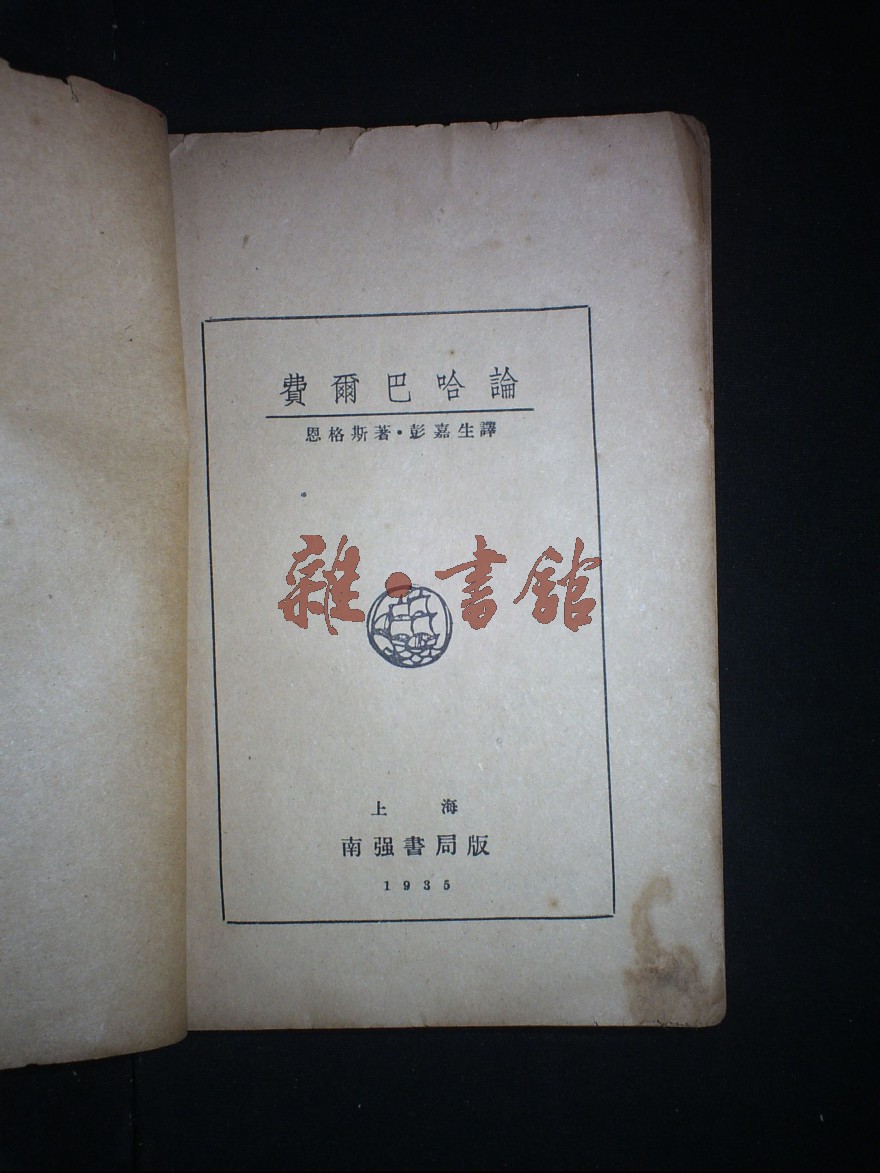 費爾巴哈論
恩格斯著·彭嘉生譯
雜·書館
上海
南强書局版
1935